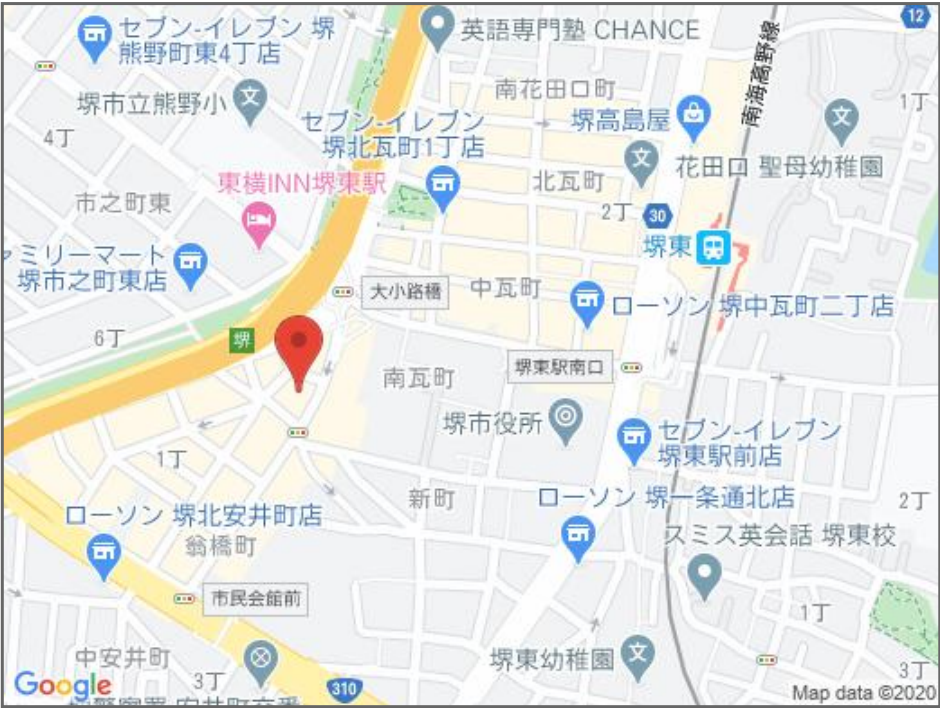 セブン-イレブン 堺
熊野町東4丁店
英語専門塾 CHANCE
12
南海高野線
堺市立熊野小
文
南花田口町
堺高島屋
文
1丁
4丁
セブン-イレブン
堺北瓦町1丁店
文
花田口 聖母幼稚園
東横INN堺東駅
北瓦町
市之町東
2丁
30
堺東
ァミリーマート
堺市之町東店
大小路橋
中瓦町
ローソン 堺中瓦町二丁店
6丁
堺
南瓦町
堺東駅南口
堺市役所
セブン-イレブン
堺東駅前店
1丁
新町
ローソン 堺一条通北店
2丁
ローソン 堺北安井町店
翁橋町
スミス英会話 堺東校
市民会館前
1丁
中安井町
3丁
堺東幼稚園
文
3丁
Google
310
Map data ©2020